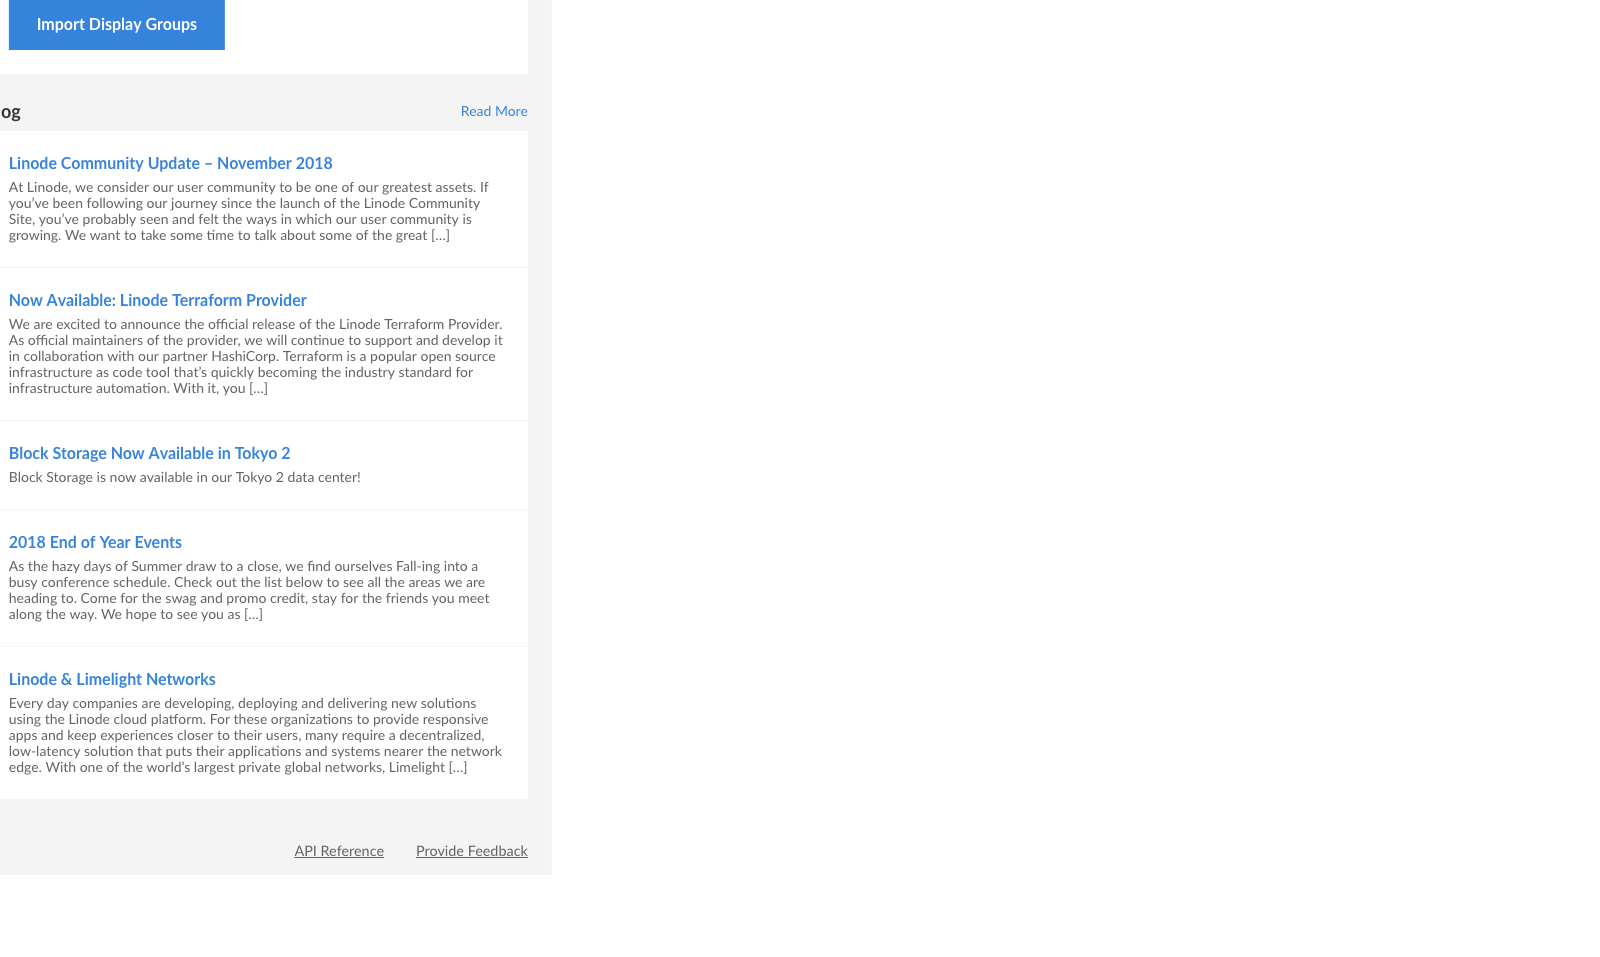 Import Display Groups
og
Read More
Linode Community Update – November 2018
At Linode, we consider our user community to be one of our greatest assets. If
you’ve been following our journey since the launch of the Linode Community
Site, you’ve probably seen and felt the ways in which our user community is
growing. We want to take some time to talk about some of the great […]
Now Available: Linode Terraform Provider
We are excited to announce the official release of the Linode Terraform Provider.
As official maintainers of the provider, we will continue to support and develop it
in collaboration with our partner HashiCorp. Terraform is a popular open source
infrastructure as code tool that’s quickly becoming the industry standard for
infrastructure automation. With it, you […]
Block Storage Now Available in Tokyo 2
Block Storage is now available in our Tokyo 2 data center!
2018 End of Year Events
As the hazy days of Summer draw to a close, we find ourselves Fall-ing into a
busy conference schedule. Check out the list below to see all the areas we are
heading to. Come for the swag and promo credit, stay for the friends you meet
along the way. We hope to see you as […]
Linode & Limelight Networks
Every day companies are developing, deploying and delivering new solutions
using the Linode cloud platform. For these organizations to provide responsive
apps and keep experiences closer to their users, many require a decentralized,
low-latency solution that puts their applications and systems nearer the network
edge. With one of the world’s largest private global networks, Limelight […]
API Reference
Provide Feedback